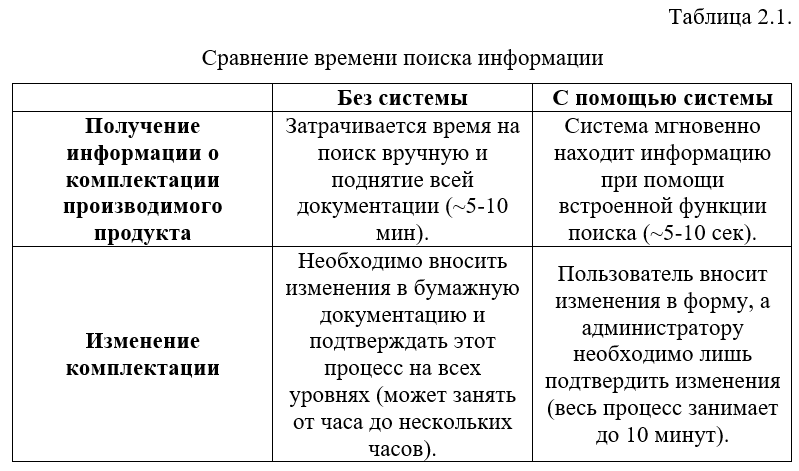 Таблица 2.1.
Сравнение времени поиска информации
Без системы
С помощью системы
Получение
информации о
комплектации
производимого
продукта
Затрачивается время на
поиск вручную и
поднятие всей
документации (~5-10
мин).
Система мгновенно
находит информацию
при помощи
встроенной функции
поиска (~5-10 сек).
Изменение
комплектации
Необходимо вносить
изменения в бумажную
документацию и
подтверждать этот
процесс на всех
уровнях (может занять
от часа до нескольких
часов).
Пользователь вносит
изменения в форму, а
администратору
необходимо лишь
подтвердить изменения
(весь процесс занимает
до 10 минут).